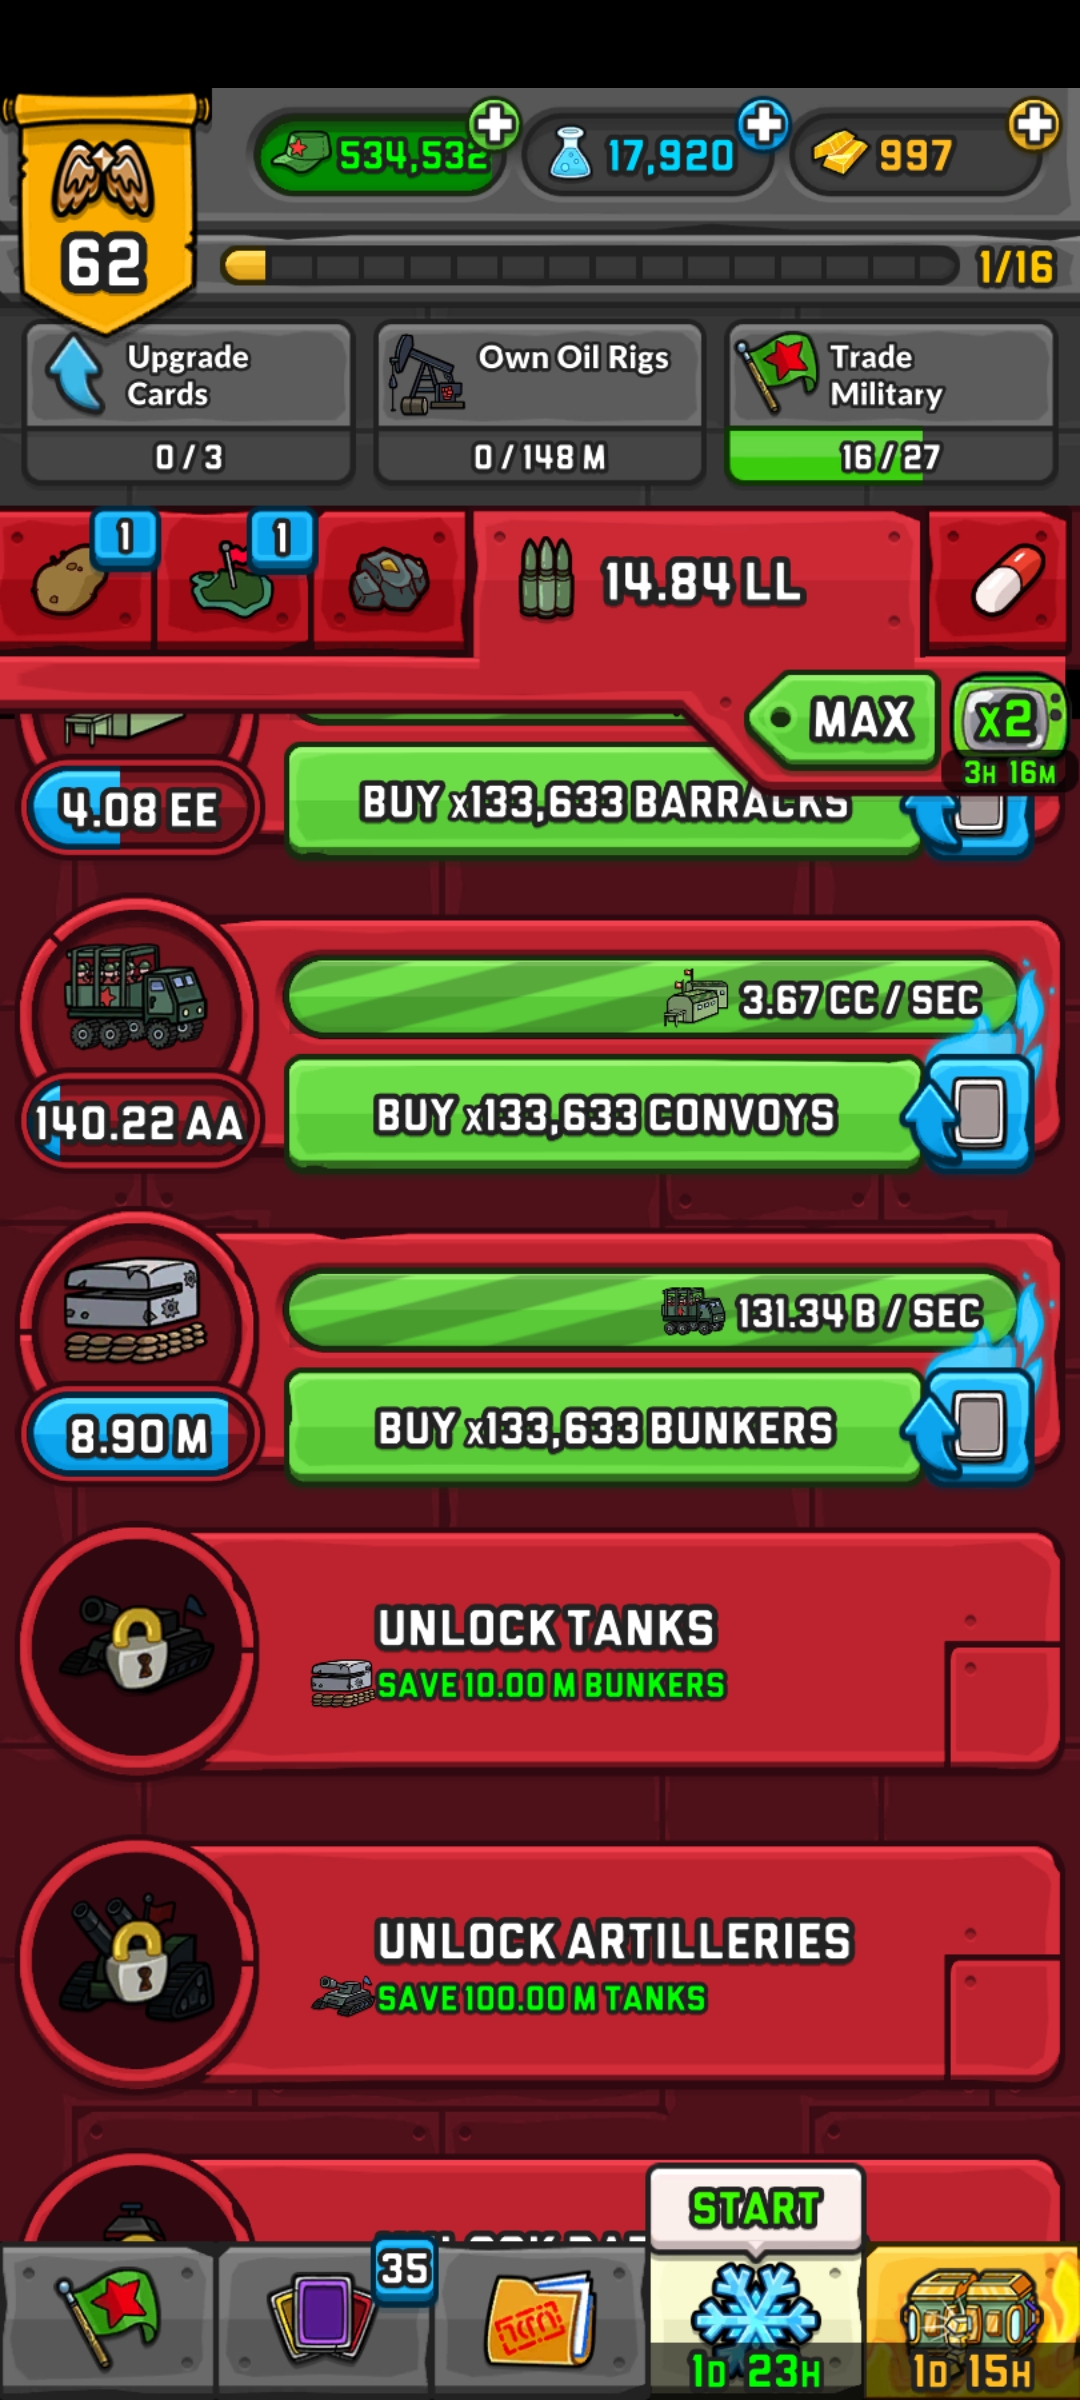 534,532
17,920
997
62
1/16
Upgrade
Cards
0 / 3
Own Oil Rigs
0 / 148 M
Trade
Military
16 / 27
1
1
14.84 LL
MAX
x2
3H 16M
4.08 EE
BUY x133,633 BARRACKS
3.67 CC / SEC
140.22 AA
BUY x133,633 CONVOYS
131.34 B / SEC
8.90 M
BUY x133,633 BUNKERS
UNLOCK TANKS
SAVE 10.00 M BUNKERS
UNLOCK ARTILLERIES
SAVE 100.00 M TANKS
START
35
1D 23H
1D 15H